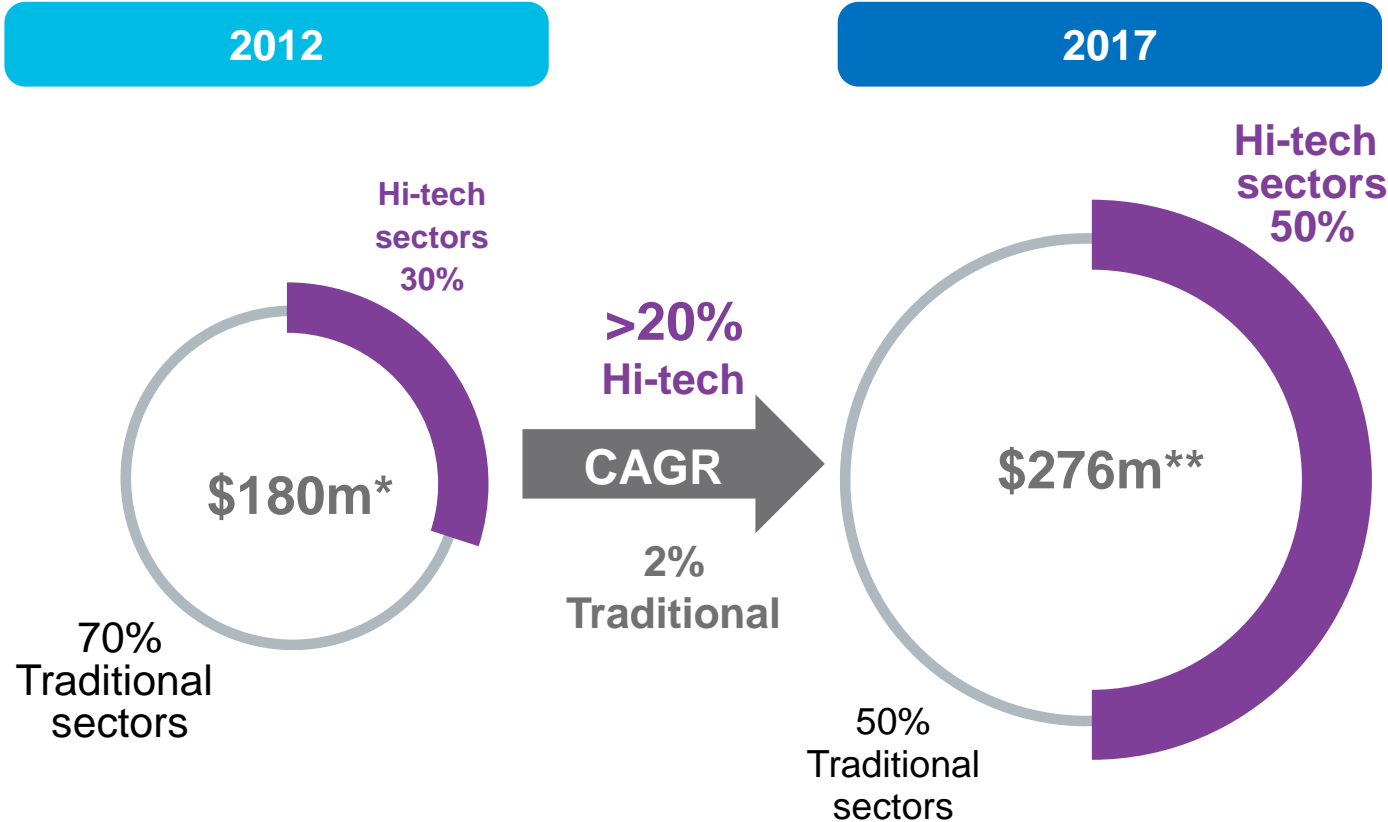 2012
2017
Hi-tech
sectors
30%
Hi-tech
sectors
50%
>20%
Hi-tech
CAGR
$180m*
$276m**
2%
Traditional
70%
Traditional
sectors
50%
Traditional
sectors